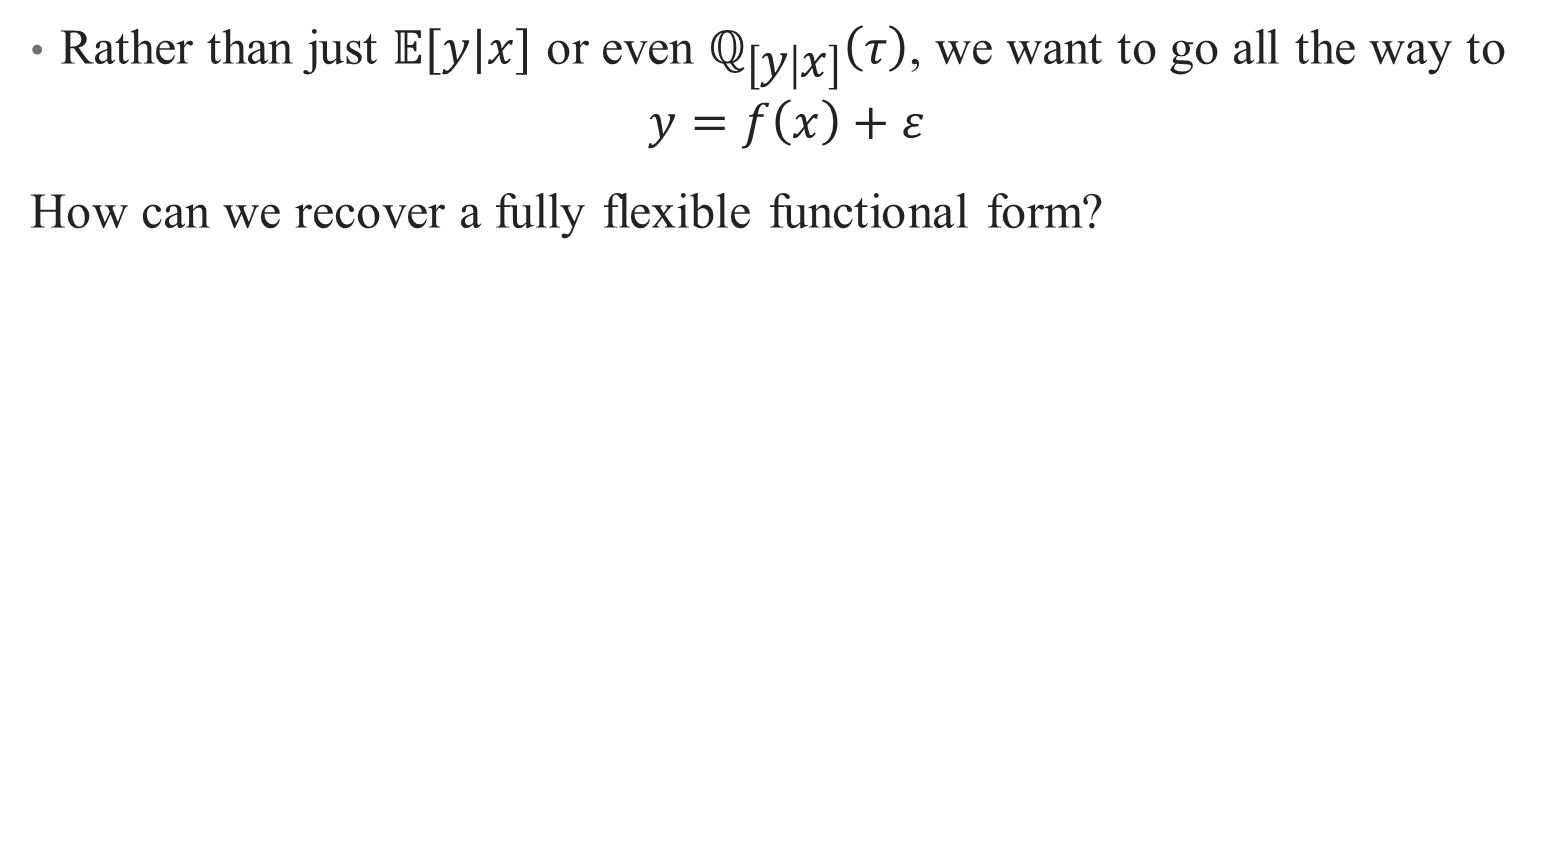 • Rather than just 𝔼[y|x] or even ℚ[y|x](τ), we want to go all the way to
y = f(x) + ε
How can we recover a fully flexible functional form?